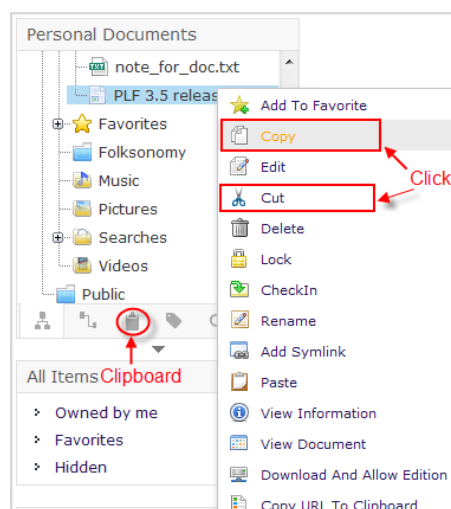 Personal Documents
note_for_doc.txt
PLF 3.5 releas
Favorites
Folksonomy
Music
Pictures
Searches
Videos
Public
All Items
Clipboard
Owned by me
Favorites
Hidden
Add To Favorite
Copy
Edit
Click
Cut
Delete
Lock
CheckIn
Rename
Add Symlink
Paste
View Information
View Document
Download And Allow Edition
Copy URL To Clipboard